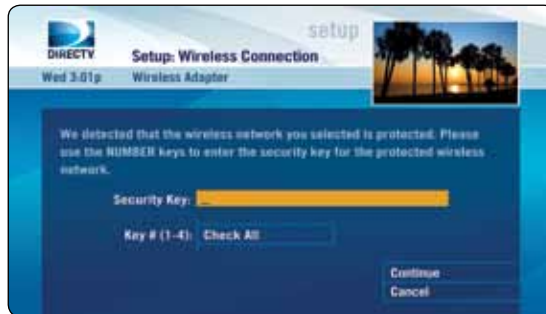 setup
DIRECTV
Setup: Wireless Connection
Wed 3:01p Wireless Adapter
We detected that the wireless network you selected is protected. Please
use the NUMBER keys to enter the security key for the protected wireless
network.
Security Key: _
Key # (1-4): Check All
Continue
Cancel